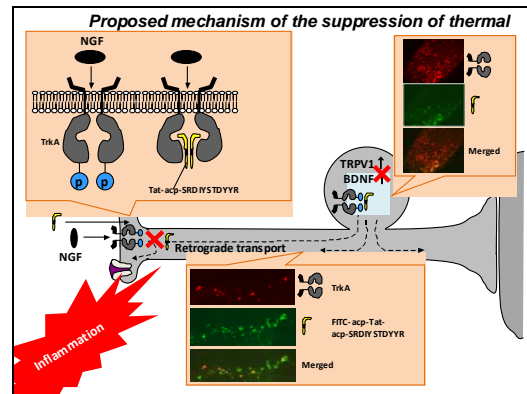 Proposed mechanism of the suppression of thermal
NGF
TrkA
p
p
Tat-acp-SRDIYSTDYYR
Merged
TRPV1
BDNF
NGF
Retrograde transport
Inflammation
TrkA
FITC-acp-Tat-
acp-SRDIYSTDYYR
Merged